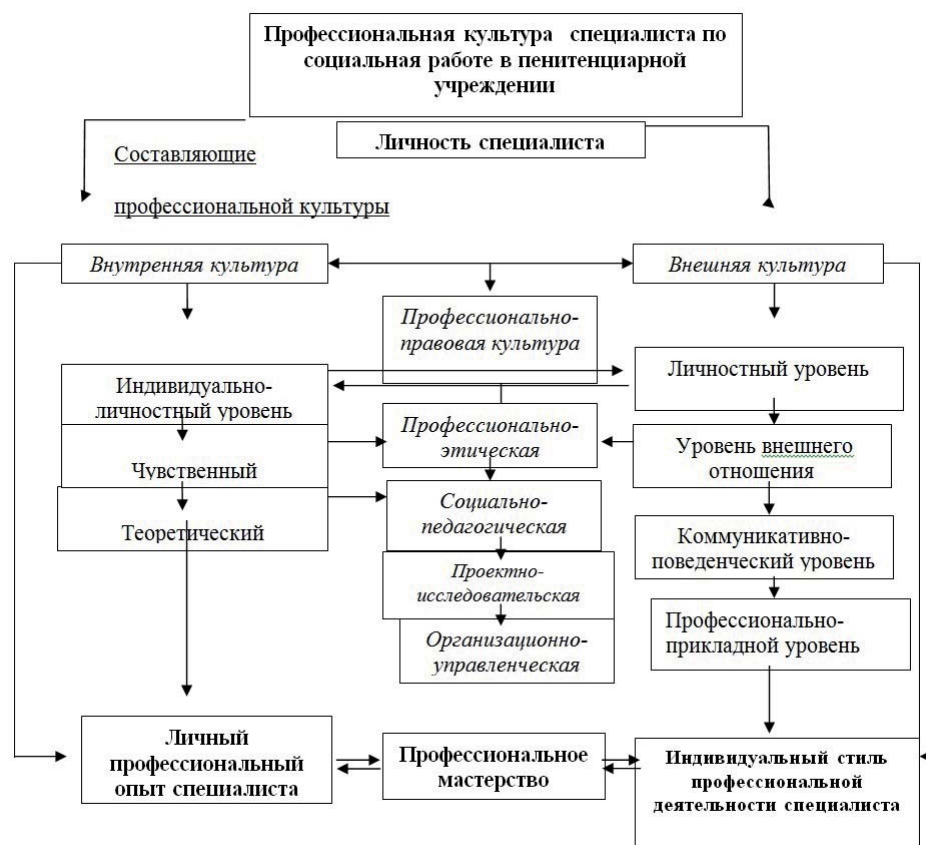 Профессиональная культура специалиста по
социальная работе в пенитенциарной
учреждении
Личность специалиста
Составляющие
профессиональной культуры
Внутренняя культура
Внешняя культура
Профессионально-
правовая культура
Индивидуально-
личностный уровень
Личностный уровень
Профессионально-
этическая
Уровень внешнего
отношения
Чувственный
Социально-
педагогическая
Теоретический
Коммуникативно-
поведенческий уровень
Проектно-
исследовательская
Профессионально-
прикладной уровень
Организационно-
управленческая
Личный
профессиональный
опыт специалиста
Профессиональное
мастерство
Индивидуальный стиль
профессиональной
деятельности специалиста